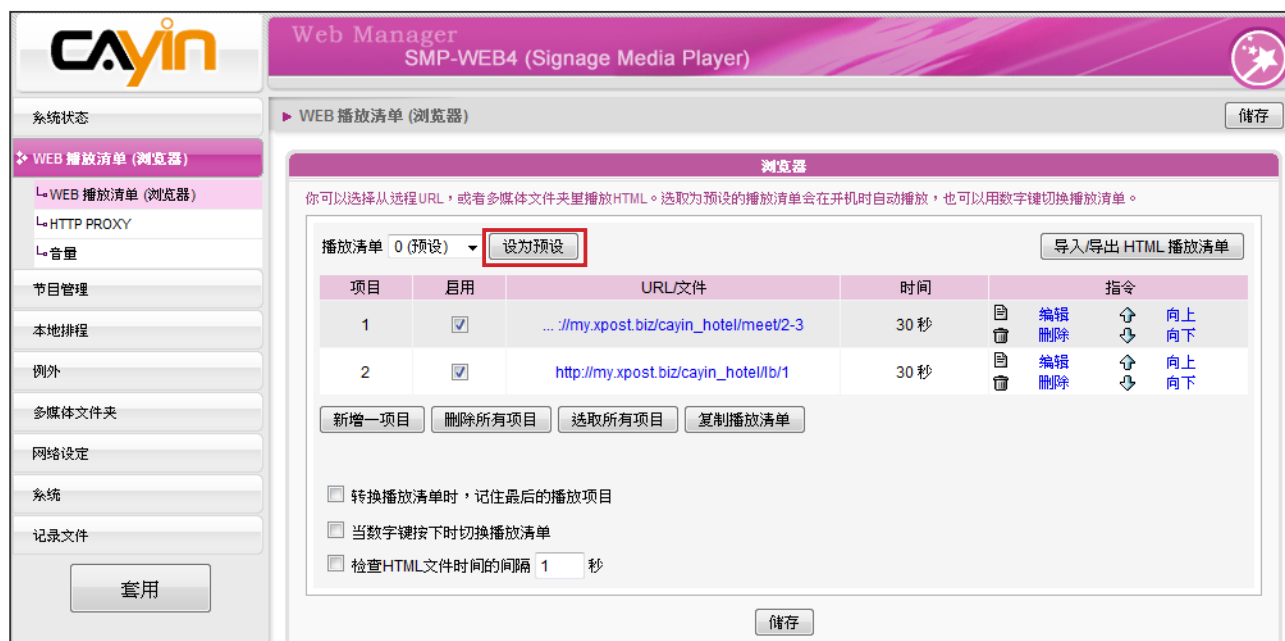 CAYIN
Web Manager
SMP-WEB4 (Signage Media Player)
系统状态
WEB 播放清单 (浏览器)
WEB 播放清单 (浏览器)
HTTP PROXY
音量
节目管理
本地排程
例外
多媒体文件夹
网络设定
系统
记录文件
套用
WEB 播放清单 (浏览器)
储存
浏览器
你可以选择从远程URL，或者多媒体文件夹里播放HTML。选取为预设的播放清单会在开机时自动播放，也可以用数字键切换播放清单。
播放清单 0 (预设) 设为预设 导入/导出 HTML 播放清单
项目 启用 URL/文件 时间 指令
1 ... ://my.xpost.biz/cayin_hotel/meet/2-3 30 秒 编辑 向上
删除 向下
2 http://my.xpost.biz/cayin_hotel/lb/1 30 秒 编辑 向上
删除 向下
新增一项目 删除所有项目 选取所有项目 复制播放清单
转换播放清单时，记住最后的播放项目
当数字键按下时切换播放清单
检查HTML文件时间的间隔 1 秒
储存